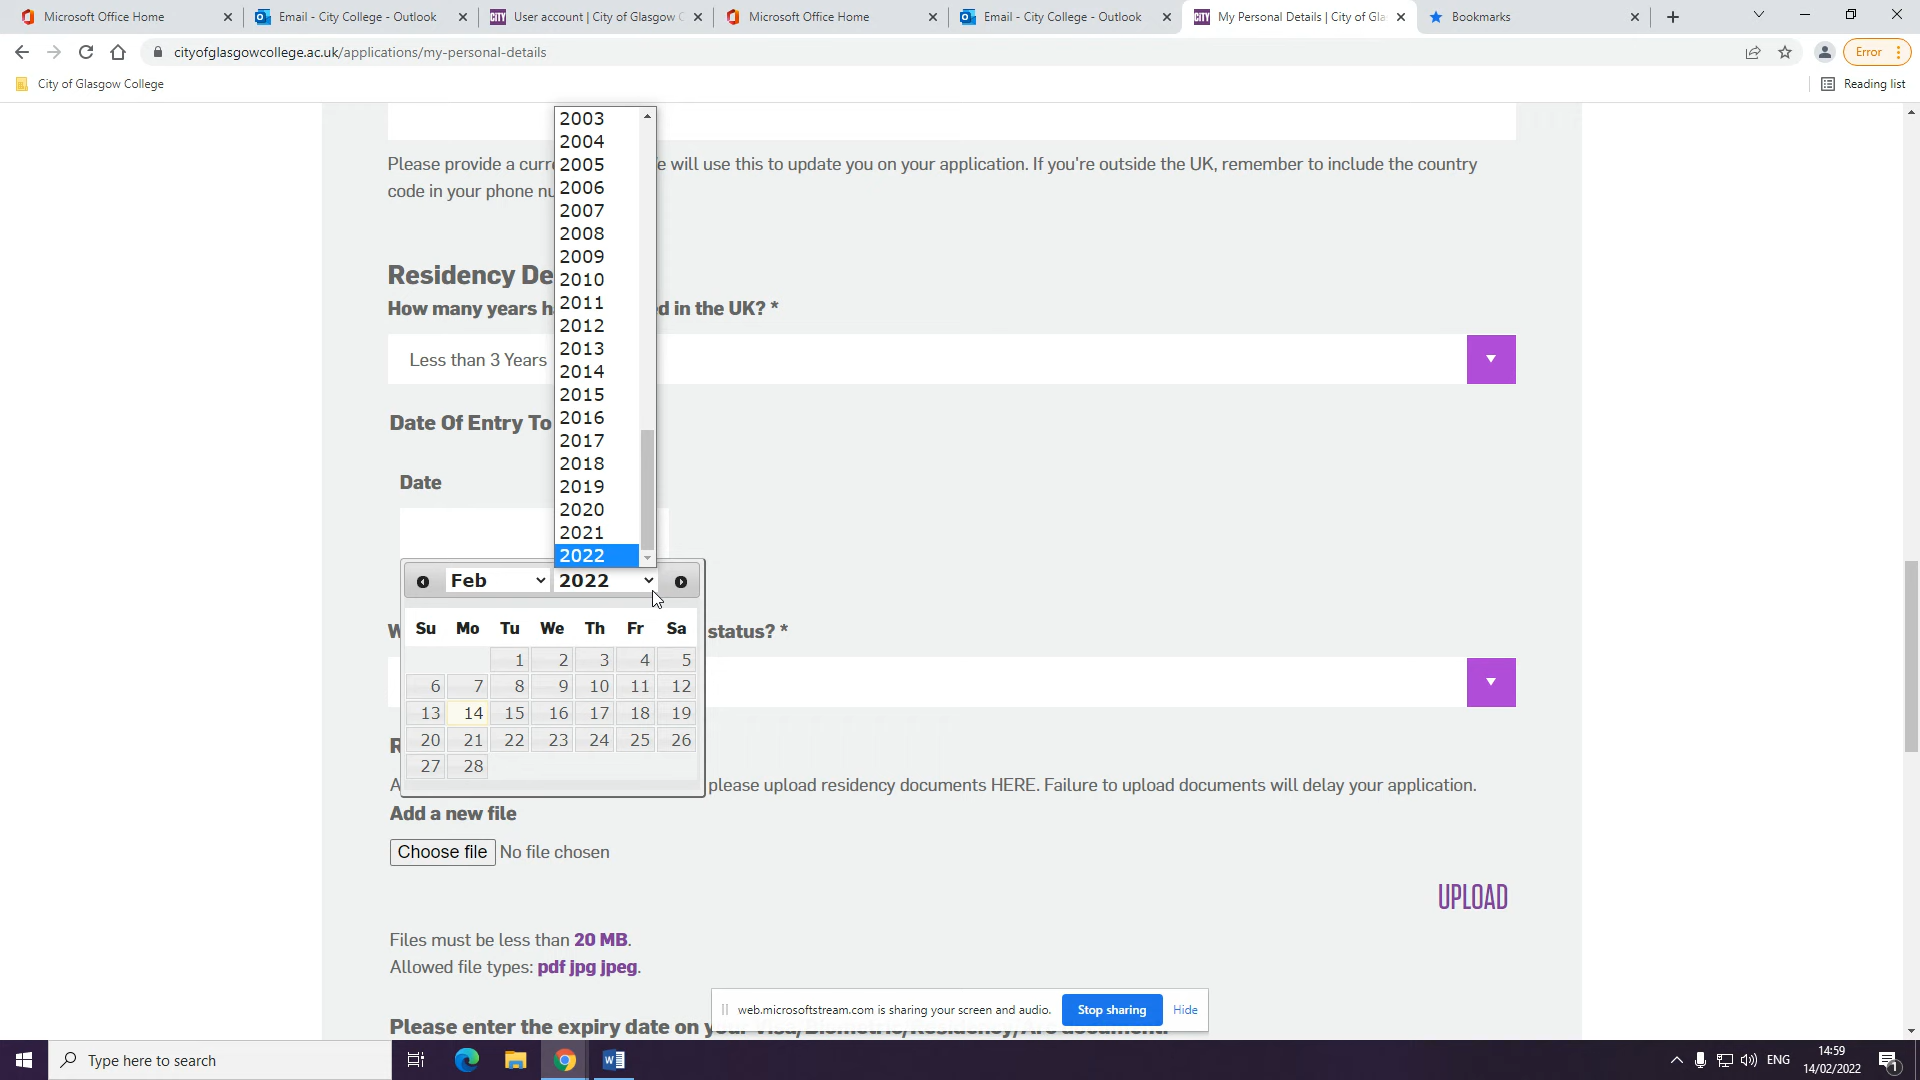 Microsoft Office Home
Email - City College - Outlook
User account | City of Glasgow C
Microsoft Office Home
Email - City College - Outlook
My Personal Details | City of Gla
Bookmarks
cityofglasgowcollege.ac.uk/applications/my-personal-details
Error
City of Glasgow College
Reading list
2003
2004
2005
2006
2007
2008
2009
2010
2011
2012
2013
2014
2015
2016
2017
2018
2019
2020
2021
2022
Please provide a curre will use this to update you on your application. If you're outside the UK, remember to include the country
code in your phone nu
Residency De
How many years h d in the UK? *
Less than 3 Years
Date Of Entry To
Date
Feb 2022
Su Mo Tu We Th Fr Sa
1 2 3 4 5
6 7 8 9 10 11 12
13 14 15 16 17 18 19
20 21 22 23 24 25 26
27 28
W status? *
R
A please upload residency documents HERE. Failure to upload documents will delay your application.
Add a new file
Choose file No file chosen
UPLOAD
Files must be less than 20 MB.
Allowed file types: pdf jpg jpeg.
web.microsoftstream.com is sharing your screen and audio. Stop sharing Hide
Please enter the expiry date on
Type here to search
ENG
14:59
14/02/2022
1